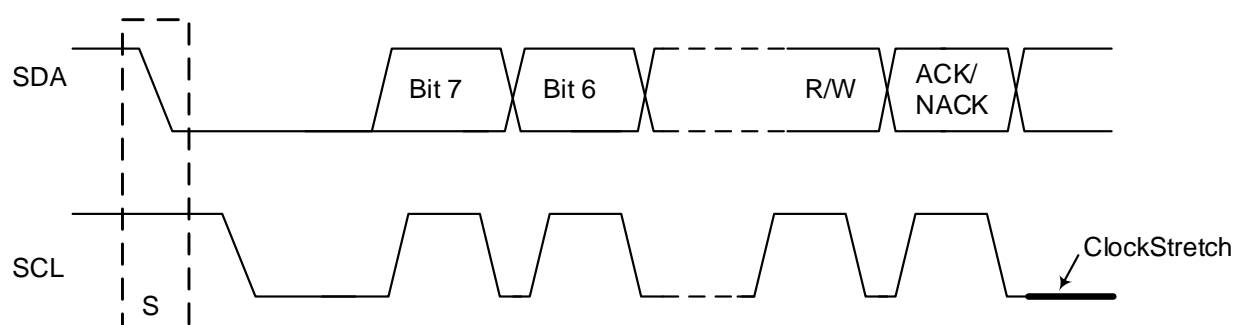 SDA
Bit 7
Bit 6
R/W
ACK/
NACK
SCL
ClockStretch
S